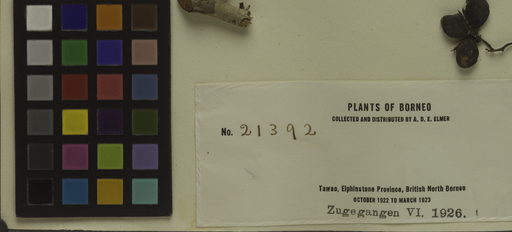 PLANTS OF BORNEO
COLLECTED AND DISTRIBUTED BY A. D. E. ELMER
No. 21392
Tawao, Elphinstone Province, British North Borneo
OCTOBER 1922 TO MARCH 1923
Zugegangen VI. 1926.